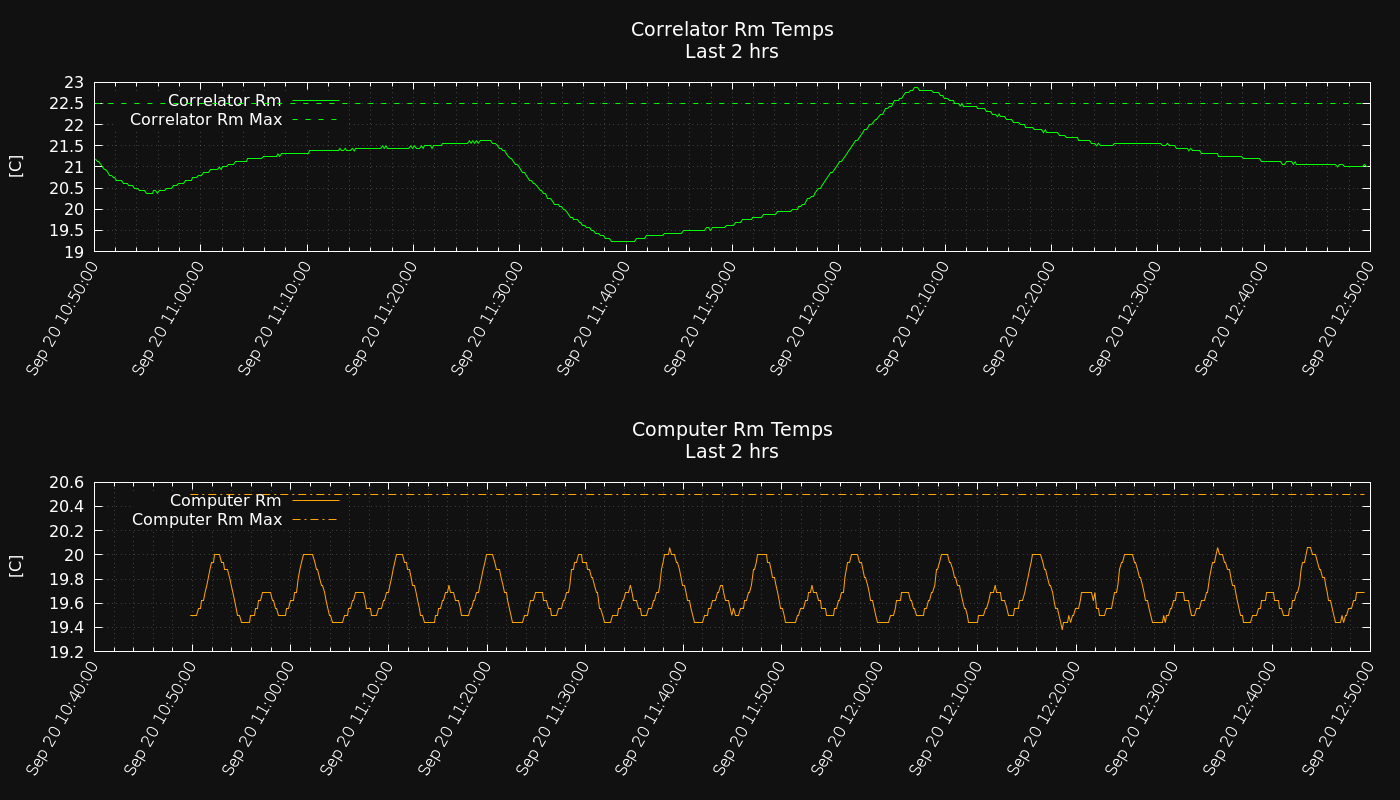 Correlator Rm Temps
Last 2 hrs
[C]
23
22.5
22
21.5
21
20.5
20
19.5
19
Correlator Rm
Correlator Rm Max
Sep 20 10:50:00
Sep 20 11:00:00
Sep 20 11:10:00
Sep 20 11:20:00
Sep 20 11:30:00
Sep 20 11:40:00
Sep 20 11:50:00
Sep 20 12:00:00
Sep 20 12:10:00
Sep 20 12:20:00
Sep 20 12:30:00
Sep 20 12:40:00
Sep 20 12:50:00
Computer Rm Temps
Last 2 hrs
[C]
20.6
20.4
20.2
20
19.8
19.6
19.4
19.2
Computer Rm
Computer Rm Max
Sep 20 10:40:00
Sep 20 10:50:00
Sep 20 11:00:00
Sep 20 11:10:00
Sep 20 11:20:00
Sep 20 11:30:00
Sep 20 11:40:00
Sep 20 11:50:00
Sep 20 12:00:00
Sep 20 12:10:00
Sep 20 12:20:00
Sep 20 12:30:00
Sep 20 12:40:00
Sep 20 12:50:00